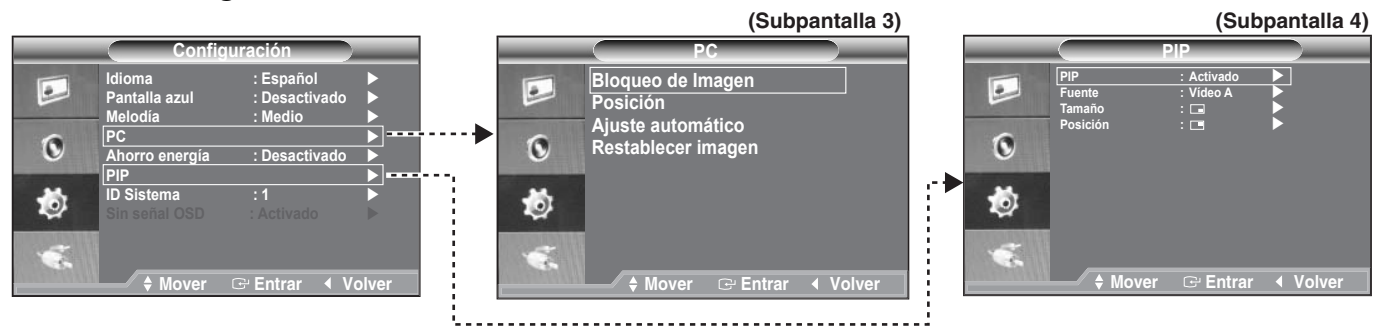 (Subpantalla 3)
(Subpantalla 4)
Configuración
Idioma : Español
Pantalla azul : Desactivado
Melodía : Medio
PC
Ahorro energía : Desactivado
PIP
ID Sistema : 1
Sin señal OSD : Activado
Mover Entrar Volver
PC
Bloqueo de Imagen
Posición
Ajuste automático
Restablecer imagen
Mover Entrar Volver
PIP
PIP : Activado
Fuente : Vídeo A
Tamaño :
Posición :
Mover Entrar Volver